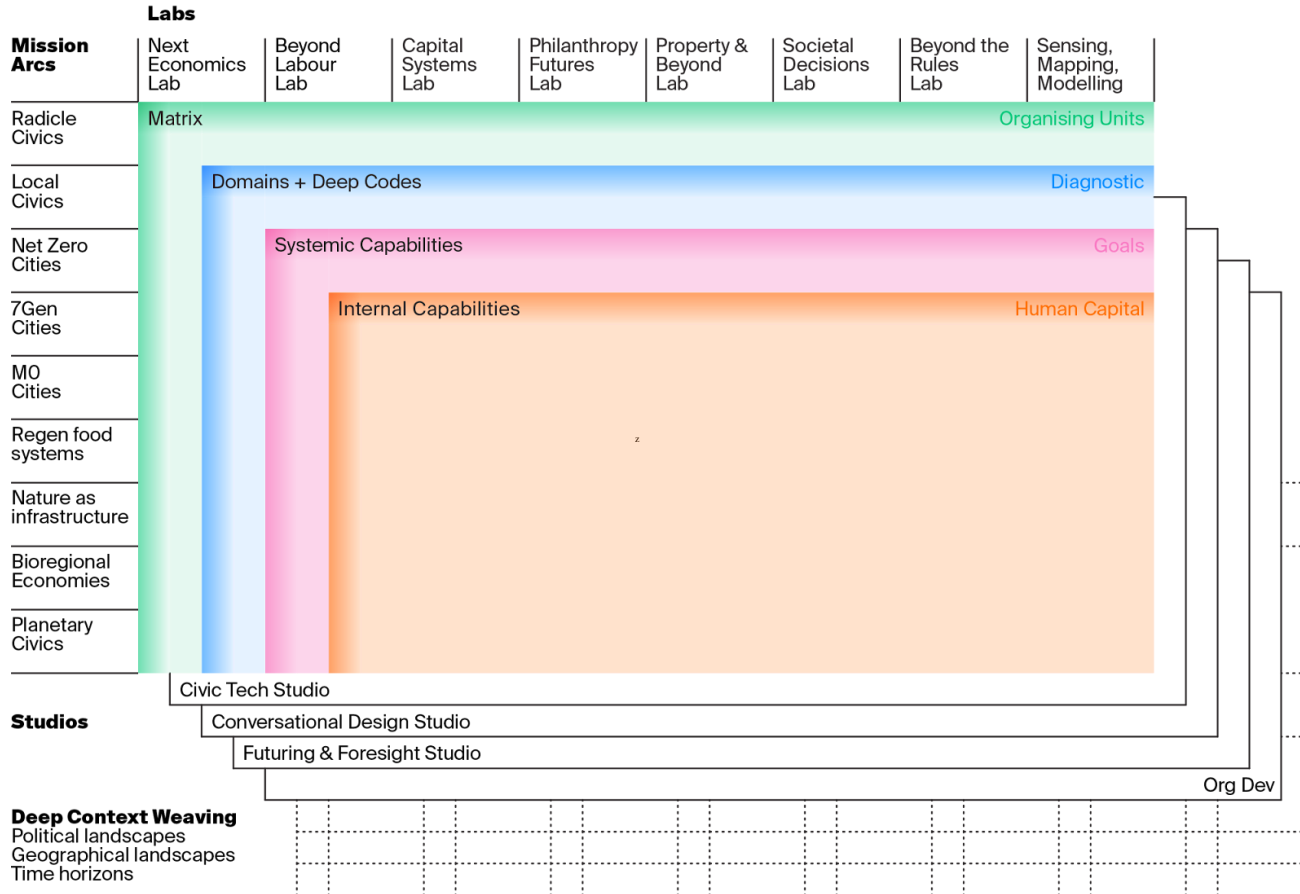 Labs
Mission
Arcs
Next
Economics
Lab
Beyond
Labour
Lab
Capital
Systems
Lab
Philanthropy
Futures
Lab
Property &
Beyond
Lab
Societal
Decisions
Lab
Beyond the
Rules
Lab
Sensing,
Mapping,
Modelling
Radicle
Civics
Matrix
Organising Units
Local
Civics
Domains + Deep Codes
Diagnostic
Net Zero
Cities
Systemic Capabilities
Goals
7Gen
Cities
Internal Capabilities
Human Capital
M0
Cities
Regen food
systems
z
Nature as
infrastructure
Bioregional
Economies
Planetary
Civics
Civic Tech Studio
Studios
Conversational Design Studio
Futuring & Foresight Studio
Org Dev
Deep Context Weaving
Political landscapes
Geographical landscapes
Time horizons